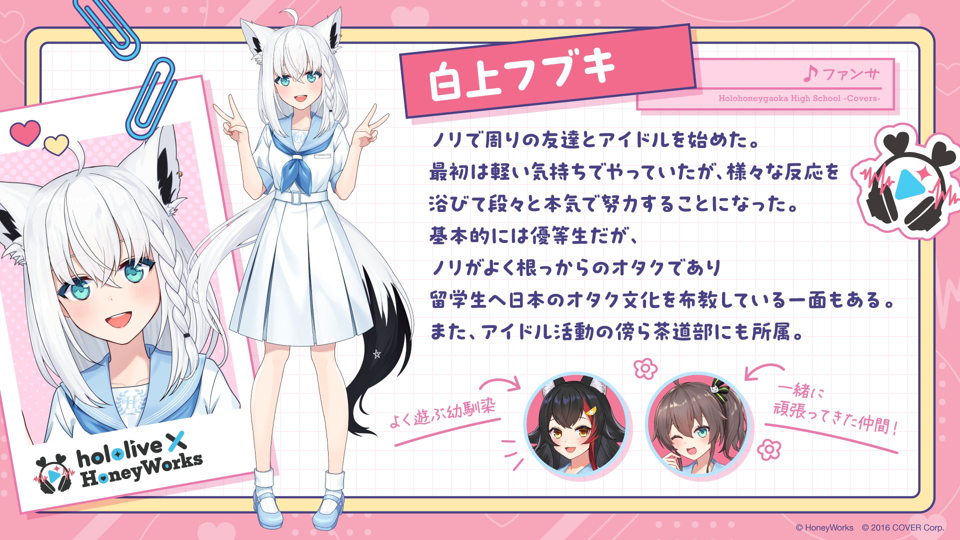 白上フブキ
ファンサ
Holohoneygaoka High School -Covers-
ノリで周りの友達とアイドルを始めた。
最初は軽い気持ちでやっていたが、様々な反応を
浴びて段々と本気で努力することになった。
基本的には優等生だが、
ノリがよく根っからのオタクであり
留学生へ日本のオタク文化を布教している一面もある。
また、アイドル活動の傍ら茶道部にも所属。
よく遊ぶ幼馴染
一緒に
頑張ってきた仲間!
hololive X
HoneyWorks
© HoneyWorks © 2016 COVER Corp.